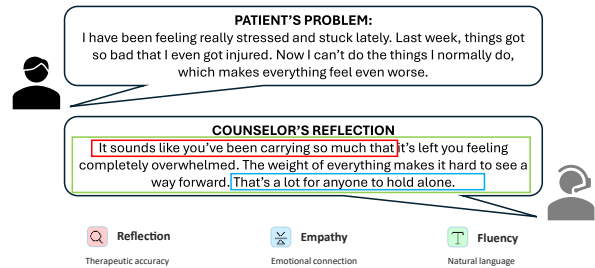 PATIENT'S PROBLEM:
I have been feeling really stressed and stuck lately. Last week, things got
so bad that I even got injured. Now I can't do the things I normally do,
which makes everything feel even worse.
COUNSELOR'S REFLECTION
It sounds like you've been carrying so much that it's left you feeling
completely overwhelmed. The weight of everything makes it hard to see a
way forward. That's a lot for anyone to hold alone.
Reflection Empathy T Fluency
Therapeutic accuracy Emotional connection Natural language